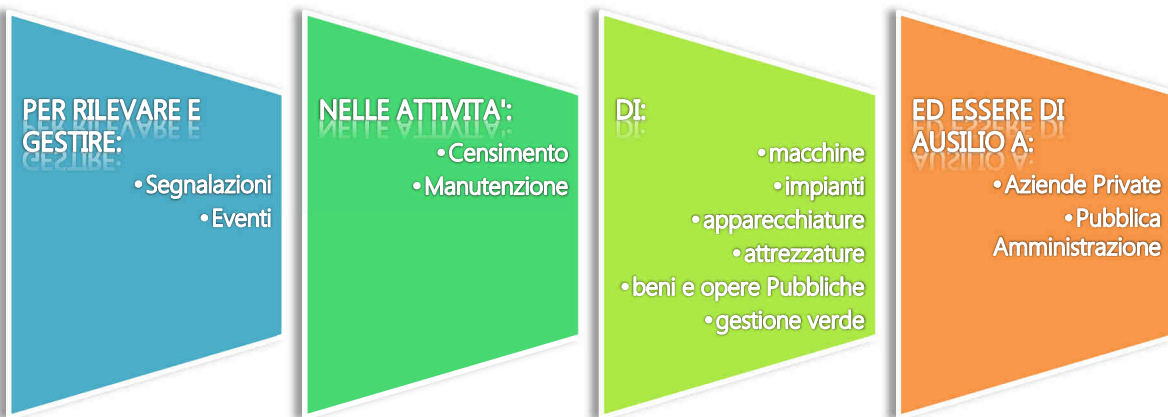 PER RILEVARE E
GESTIRE:
•Segnalazioni
•Eventi
NELLE ATTIVITA':
•Censimento
•Manutenzione
DI:
•macchine
•impianti
•apparecchiature
•attrezzature
•beni e opere Pubbliche
•gestione verde
ED ESSERE DI
AUSILIO A:
•Aziende Private
•Pubblica
Amministrazione